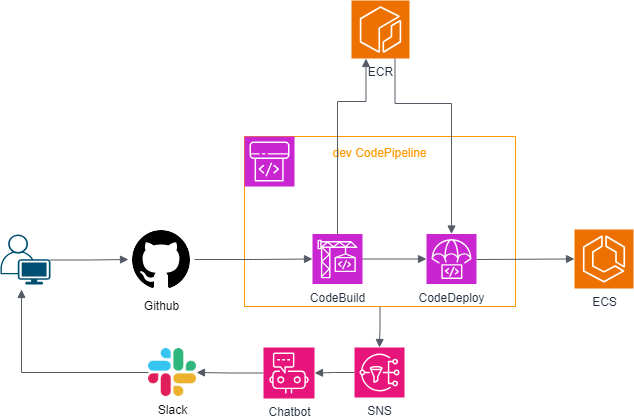 ECR
dev CodePipeline
Github
CodeBuild
CodeDeploy
ECS
Slack
Chatbot
SNS